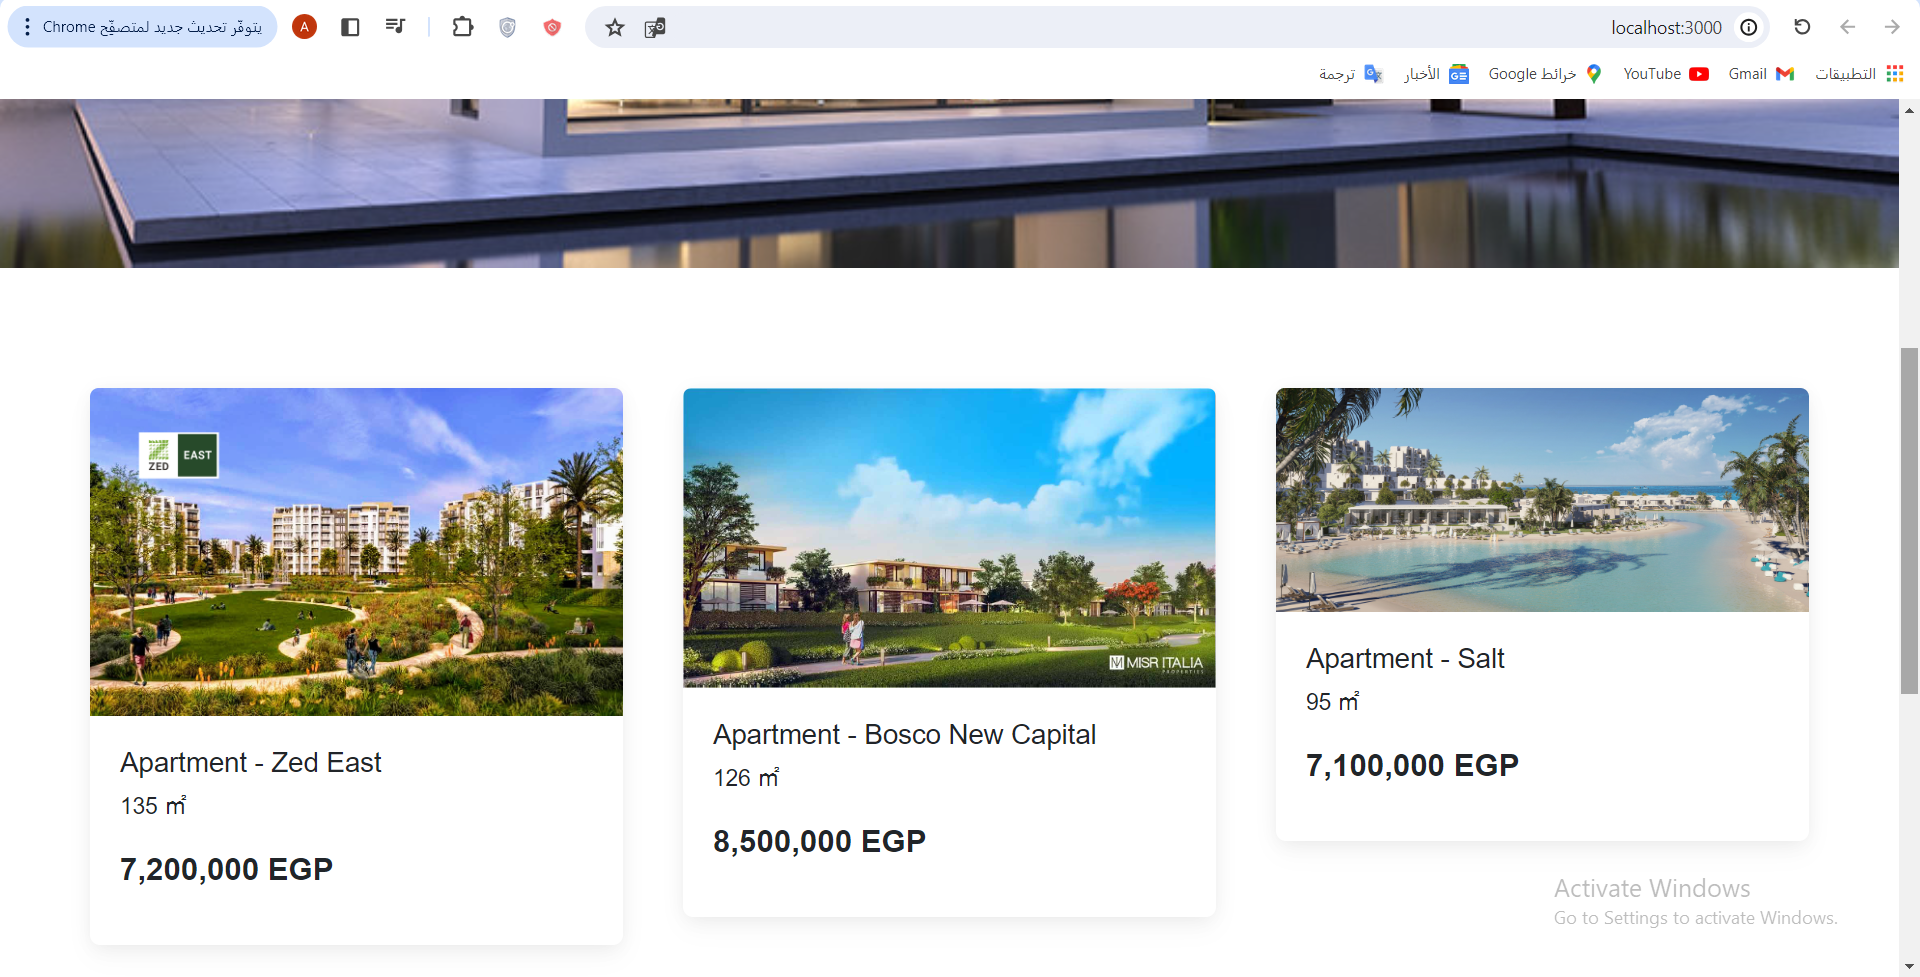 يتوفّر تحديث جديد لمتصفّح Chrome
A
localhost:3000
التطبيقات
Gmail
YouTube
خرائط Google
الأخبار
ترجمة
ZED EAST
MISR ITALIA
PROPERTIES
Apartment - Zed East
135 ㎡
7,200,000 EGP
Apartment - Bosco New Capital
126 ㎡
8,500,000 EGP
Apartment - Salt
95 ㎡
7,100,000 EGP
Activate Windows
Go to Settings to activate Windows.